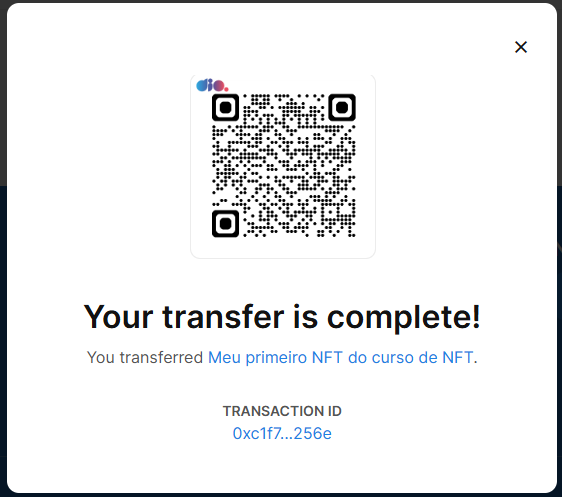 dio.
Your transfer is complete!
You transferred Meu primeiro NFT do curso de NFT.
TRANSACTION ID
0xc1f7...256e